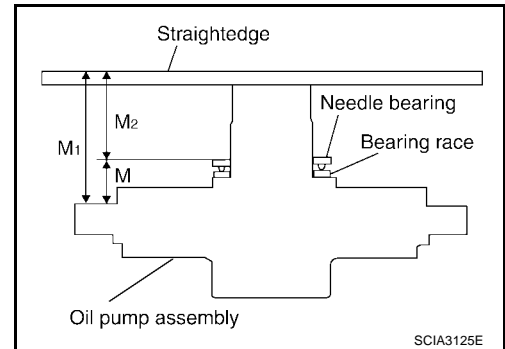 Straightedge
Needle bearing
M2
Bearing race
M1
M
Oil pump assembly
SCIA3125E